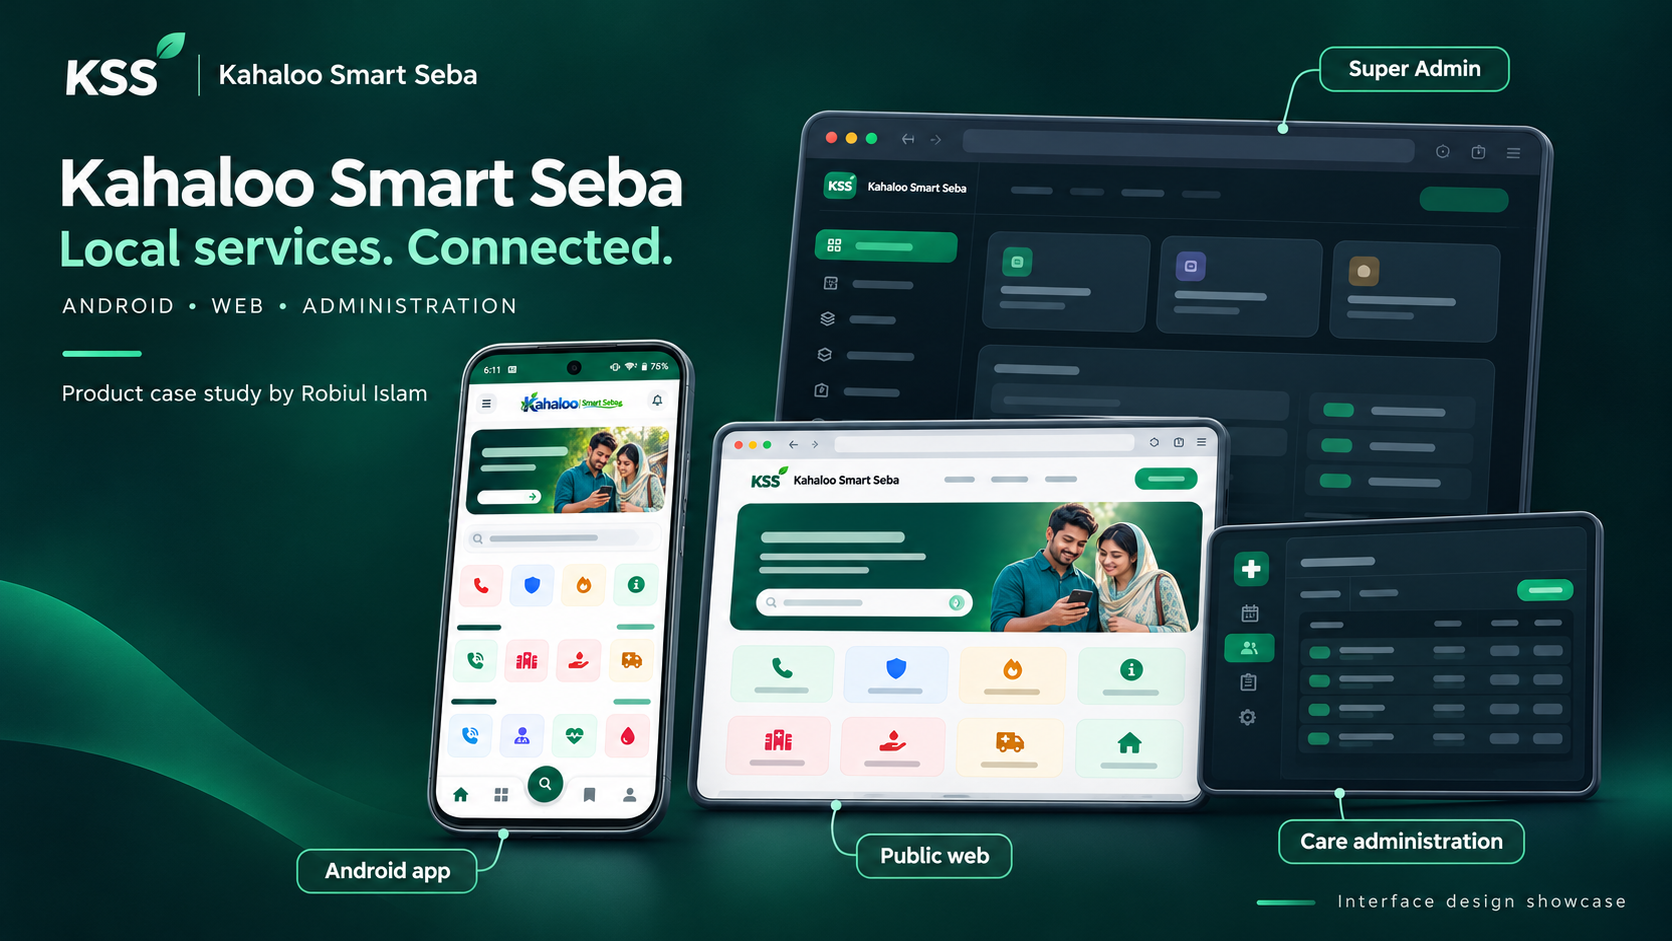 KSS
Kahaloo Smart Seba
Kahaloo Smart Seba
Local services. Connected.
ANDROID • WEB • ADMINISTRATION
Product case study by Robiul Islam
Super Admin
KSS
Kahaloo Smart Seba
6:11
75%
Kahaloo Smart Seba
KSS
Kahaloo Smart Seba
Android app
Public web
Care administration
Interface design showcase